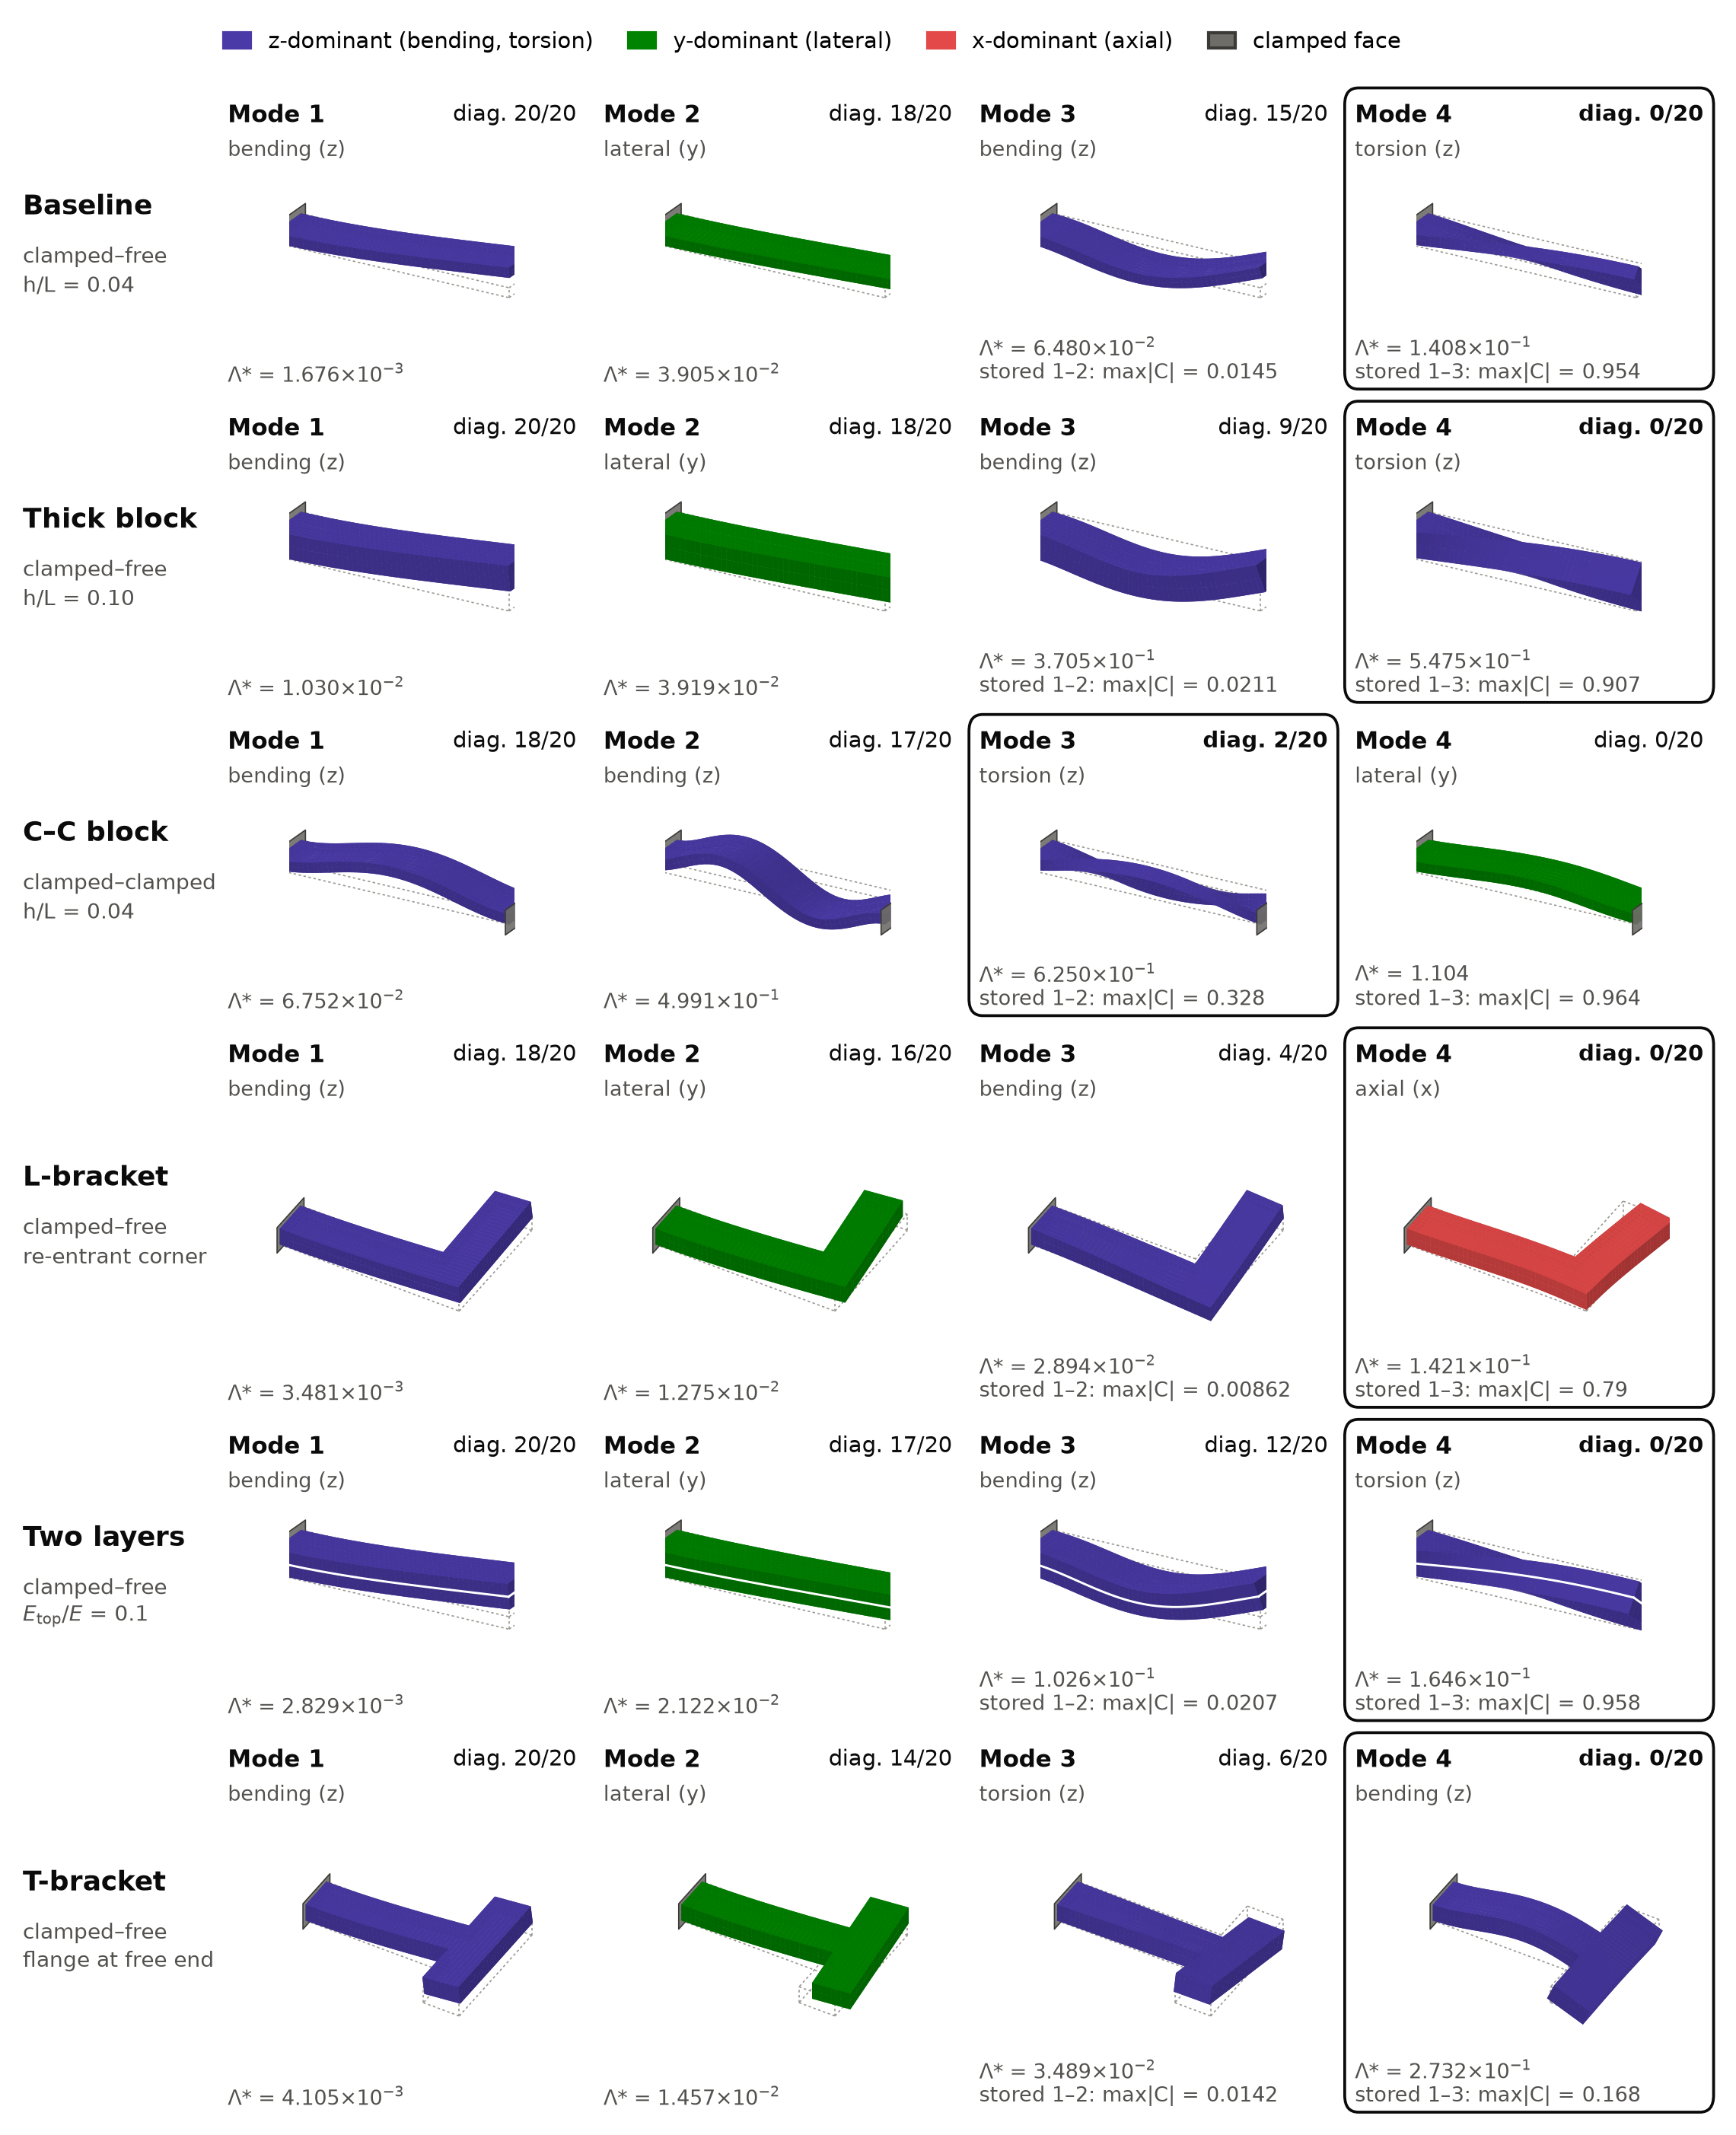 z-dominant (bending, torsion)
y-dominant (lateral)
x-dominant (axial)
clamped face
Baseline
clamped–free
h/L = 0.04
Mode 1
diag. 20/20
bending (z)
Λ* = 1.676×10⁻³
Mode 2
diag. 18/20
lateral (y)
Λ* = 3.905×10⁻²
Mode 3
diag. 15/20
bending (z)
Λ* = 6.480×10⁻²
stored 1–2: max|C| = 0.0145
Mode 4
diag. 0/20
torsion (z)
Λ* = 1.408×10⁻¹
stored 1–3: max|C| = 0.954
Thick block
clamped–free
h/L = 0.10
Mode 1
diag. 20/20
bending (z)
Λ* = 1.030×10⁻²
Mode 2
diag. 18/20
lateral (y)
Λ* = 3.919×10⁻²
Mode 3
diag. 9/20
bending (z)
Λ* = 3.705×10⁻¹
stored 1–2: max|C| = 0.0211
Mode 4
diag. 0/20
torsion (z)
Λ* = 5.475×10⁻¹
stored 1–3: max|C| = 0.907
C–C block
clamped–clamped
h/L = 0.04
Mode 1
diag. 18/20
bending (z)
Λ* = 6.752×10⁻²
Mode 2
diag. 17/20
bending (z)
Λ* = 4.991×10⁻¹
Mode 3
diag. 2/20
torsion (z)
Λ* = 6.250×10⁻¹
stored 1–2: max|C| = 0.328
Mode 4
diag. 0/20
lateral (y)
Λ* = 1.104
stored 1–3: max|C| = 0.964
L-bracket
clamped–free
re-entrant corner
Mode 1
diag. 18/20
bending (z)
Λ* = 3.481×10⁻³
Mode 2
diag. 16/20
lateral (y)
Λ* = 1.275×10⁻²
Mode 3
diag. 4/20
bending (z)
Λ* = 2.894×10⁻²
stored 1–2: max|C| = 0.00862
Mode 4
diag. 0/20
axial (x)
Λ* = 1.421×10⁻¹
stored 1–3: max|C| = 0.79
Two layers
clamped–free
E_top/E = 0.1
Mode 1
diag. 20/20
bending (z)
Λ* = 2.829×10⁻³
Mode 2
diag. 17/20
lateral (y)
Λ* = 2.122×10⁻²
Mode 3
diag. 12/20
bending (z)
Λ* = 1.026×10⁻¹
stored 1–2: max|C| = 0.0207
Mode 4
diag. 0/20
torsion (z)
Λ* = 1.646×10⁻¹
stored 1–3: max|C| = 0.958
T-bracket
clamped–free
flange at free end
Mode 1
diag. 20/20
bending (z)
Λ* = 4.105×10⁻³
Mode 2
diag. 14/20
lateral (y)
Λ* = 1.457×10⁻²
Mode 3
diag. 6/20
torsion (z)
Λ* = 3.489×10⁻²
stored 1–2: max|C| = 0.0142
Mode 4
diag. 0/20
bending (z)
Λ* = 2.732×10⁻¹
stored 1–3: max|C| = 0.168